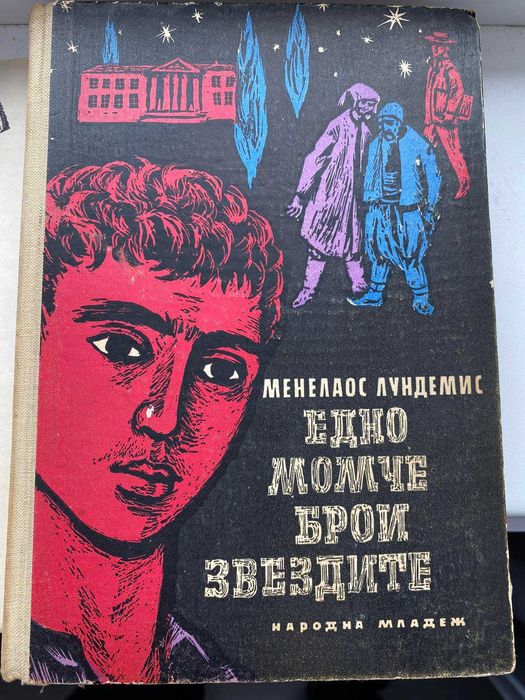 МЕНЕЛАОС ЛУНДЕМИС
ЕДНО
МОМЧЕ
БРОИ
ЗВЕЗДИТЕ
НАРОДНА МЛАДЕЖ